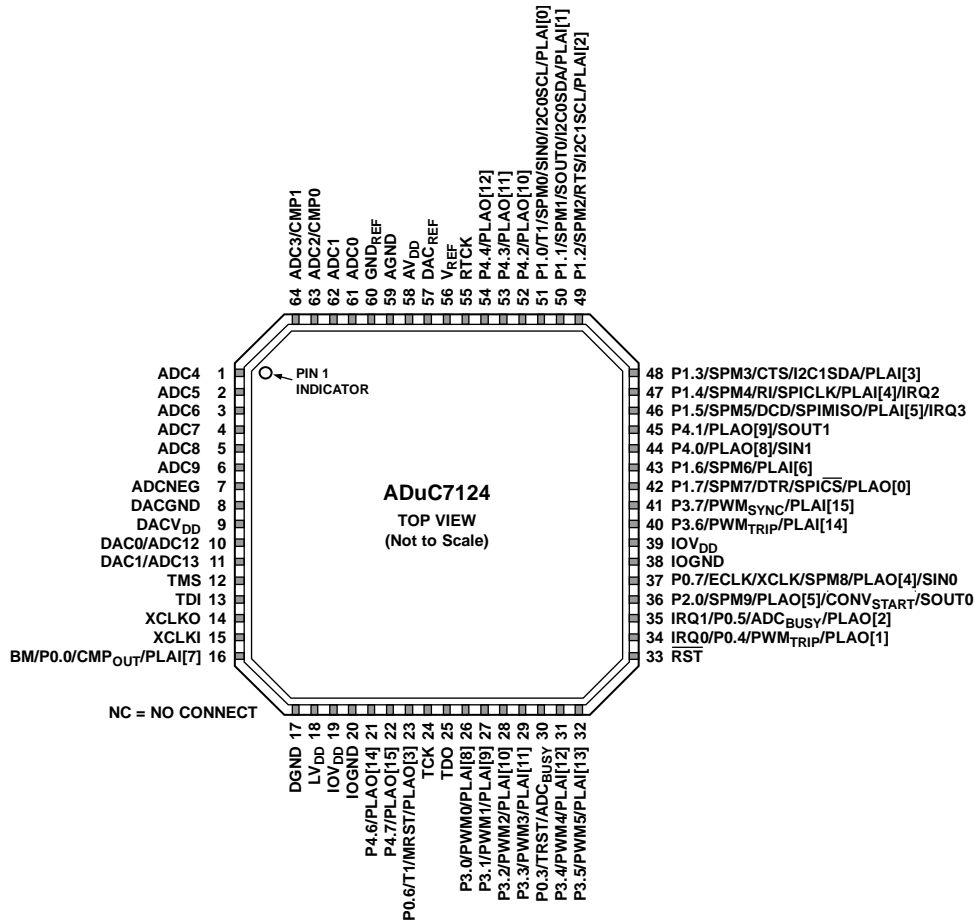 64 ADC3/CMP1
63 ADC2/CMP0
62 ADC1
61 ADC0
60 GNDREF
59 AGND
58 AVDD
57 DACREF
56 VREF
55 RTCK
54 P4.4/PLAO[12]
53 P4.3/PLAO[11]
52 P4.2/PLAO[10]
51 P1.0/T1/SPM0/SIN0/I2C0SCL/PLAI[0]
50 P1.1/SPM1/SOUT0/I2C0SDA/PLAI[1]
49 P1.2/SPM2/RTS/I2C1SCL/PLAI[2]
ADC4 1
ADC5 2
ADC6 3
ADC7 4
ADC8 5
ADC9 6
ADCNEG 7
DACGND 8
DACVDD 9
DAC0/ADC12 10
DAC1/ADC13 11
TMS 12
TDI 13
XCLKO 14
XCLKI 15
BM/P0.0/CMPOUT/PLAI[7] 16
PIN 1
INDICATOR
ADuC7124
TOP VIEW
(Not to Scale)
48 P1.3/SPM3/CTS/I2C1SDA/PLAI[3]
47 P1.4/SPM4/RI/SPICLK/PLAI[4]/IRQ2
46 P1.5/SPM5/DCD/SPIMISO/PLAI[5]/IRQ3
45 P4.1/PLAO[9]/SOUT1
44 P4.0/PLAO[8]/SIN1
43 P1.6/SPM6/PLAI[6]
42 P1.7/SPM7/DTR/SPICS/PLAO[0]
41 P3.7/PWMSYNC/PLAI[15]
40 P3.6/PWMTRIP/PLAI[14]
39 IOVDD
38 IOGND
37 P0.7/ECLK/XCLK/SPM8/PLAO[4]/SIN0
36 P2.0/SPM9/PLAO[5]/CONVSTART/SOUT0
35 IRQ1/P0.5/ADCBUSY/PLAO[2]
34 IRQ0/P0.4/PWMTRIP/PLAO[1]
33 RST
NC = NO CONNECT
DGND 17
LVDD 18
IOVDD 19
IOGND 20
P4.6/PLAO[14] 21
P4.7/PLAO[15] 22
P0.6/T1/MRST/PLAO[3] 23
TCK 24
TDO 25
P3.0/PWM0/PLAI[8] 26
P3.1/PWM1/PLAI[9] 27
P3.2/PWM2/PLAI[10] 28
P3.3/PWM3/PLAI[11] 29
P0.3/TRST/ADCBUSY 30
P3.4/PWM4/PLAI[12] 31
P3.5/PWM5/PLAI[13] 32